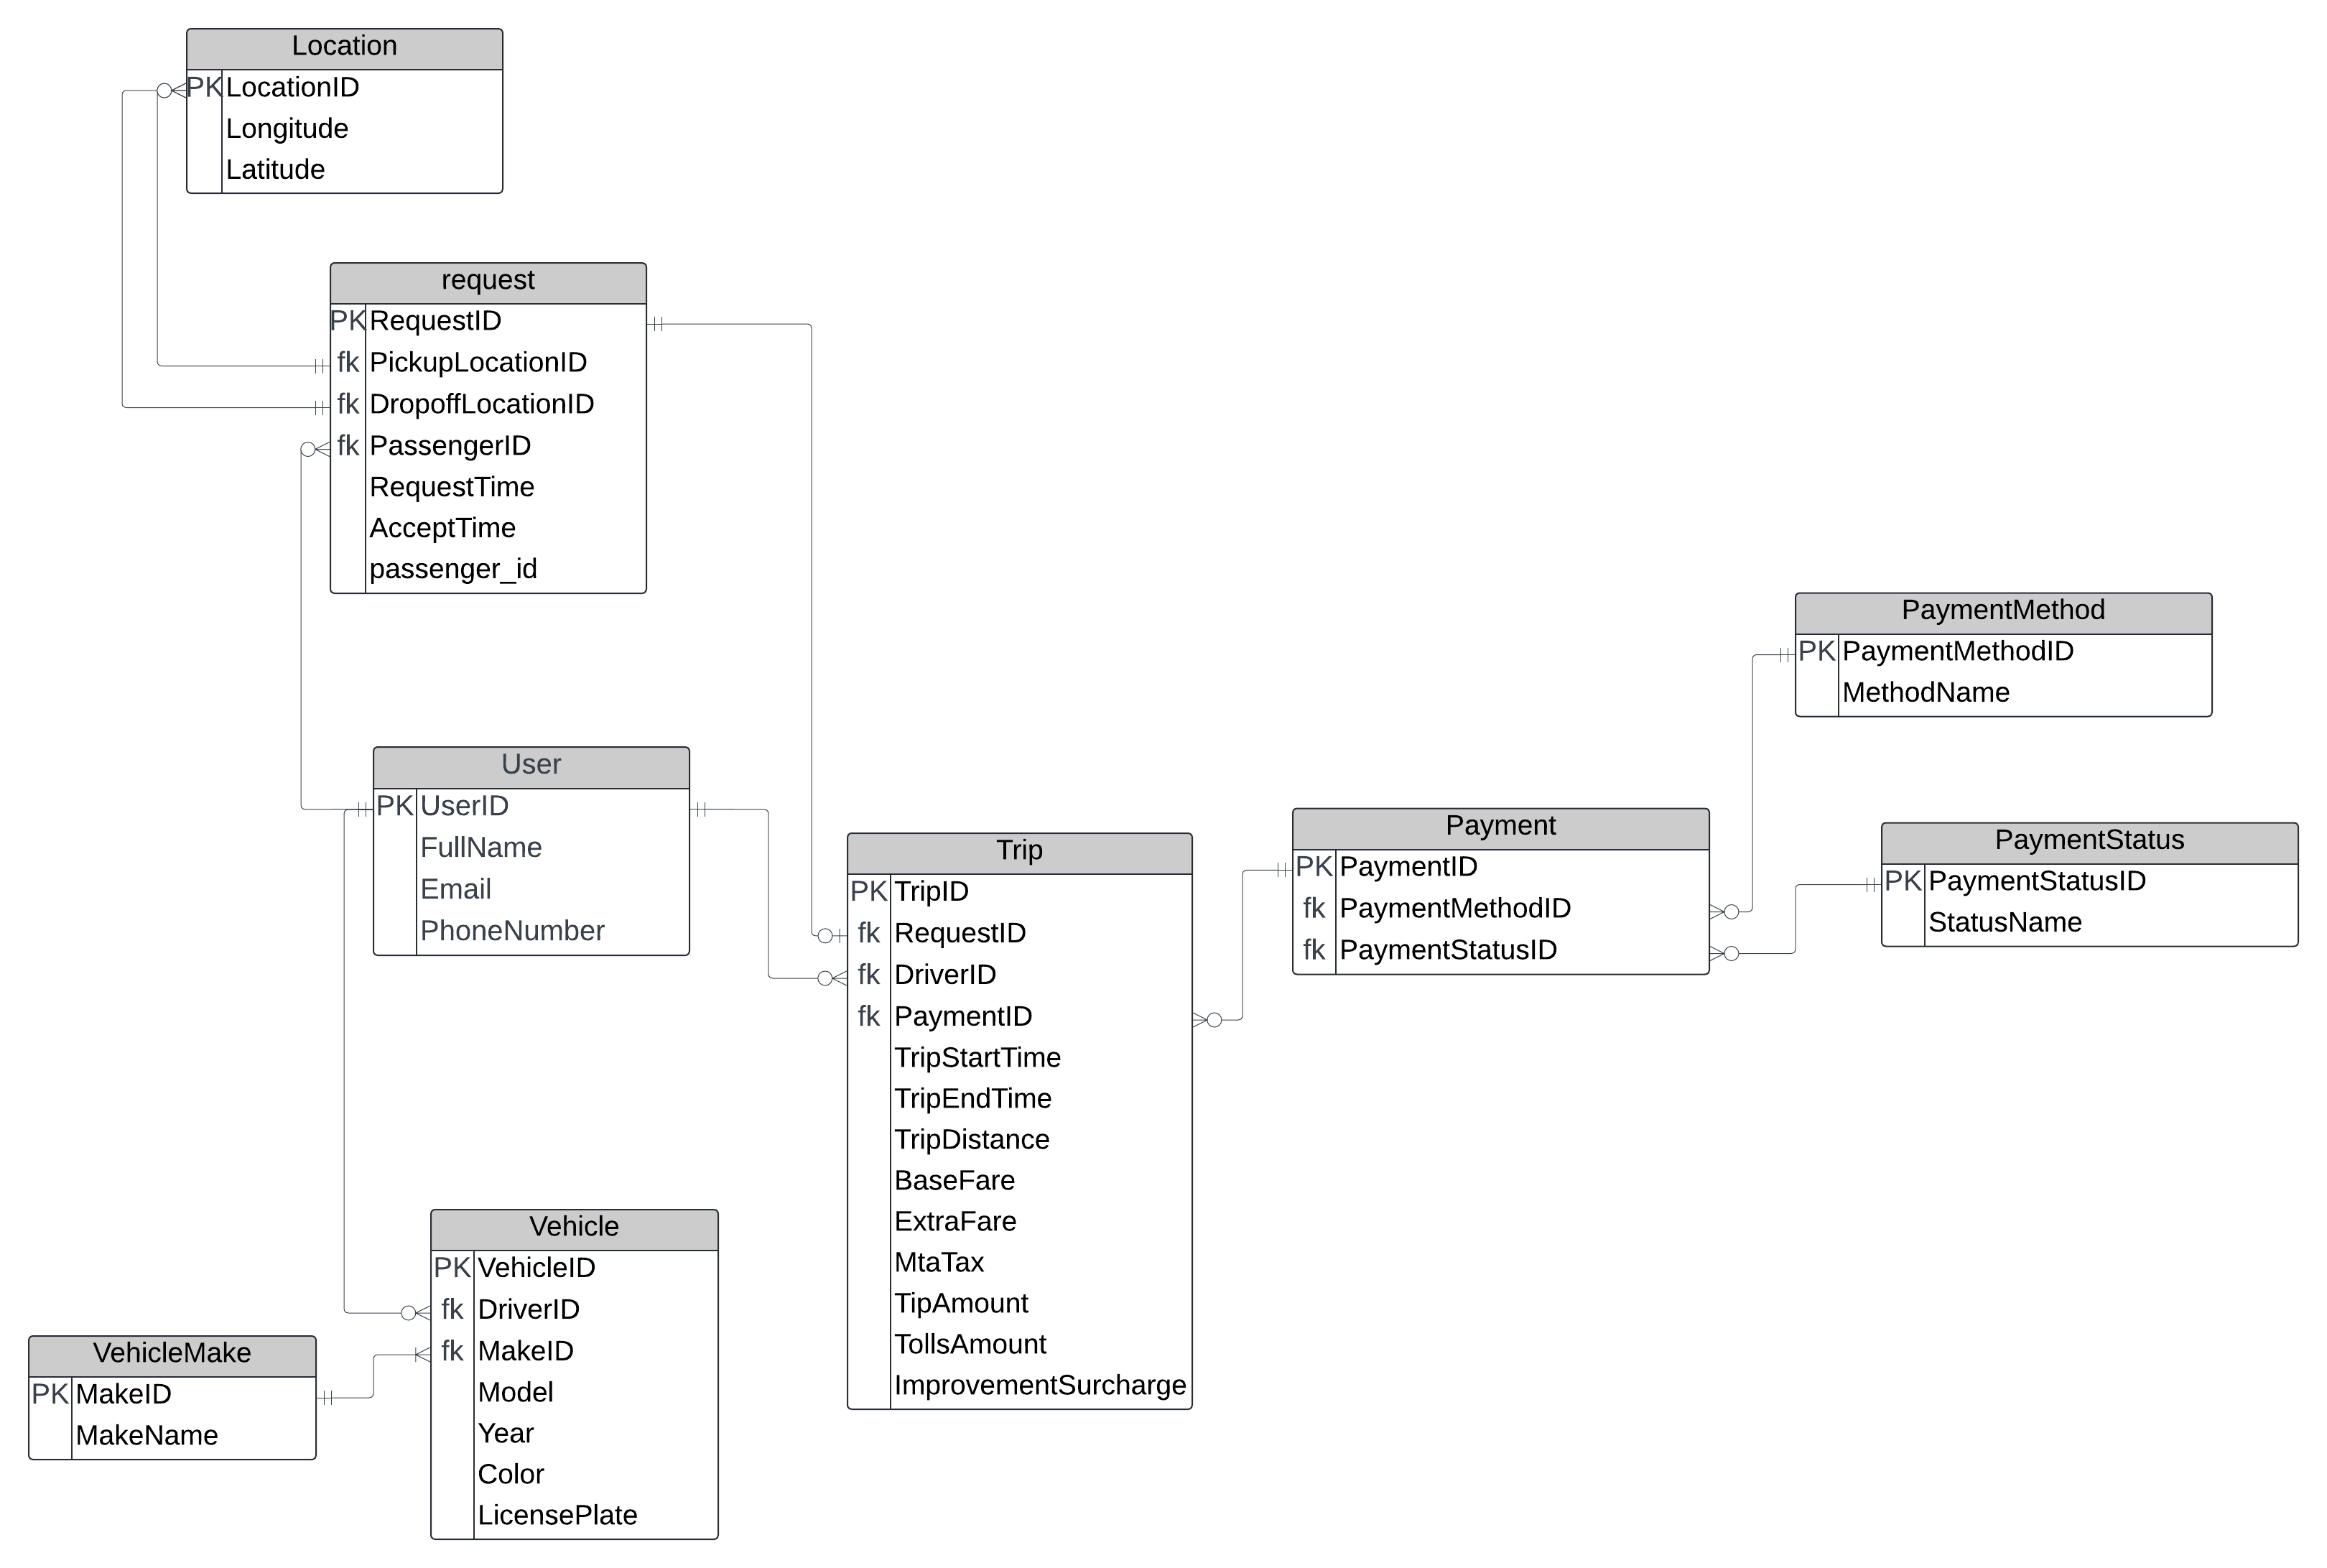 Location
PK LocationID
Longitude
Latitude
request
PK RequestID
fk PickupLocationID
fk DropoffLocationID
fk PassengerID
RequestTime
AcceptTime
passenger_id
User
PK UserID
FullName
Email
PhoneNumber
Vehicle
PK VehicleID
fk DriverID
fk MakeID
Model
Year
Color
LicensePlate
VehicleMake
PK MakeID
MakeName
Trip
PK TripID
fk RequestID
fk DriverID
fk PaymentID
TripStartTime
TripEndTime
TripDistance
BaseFare
ExtraFare
MtaTax
TipAmount
TollsAmount
ImprovementSurcharge
Payment
PK PaymentID
fk PaymentMethodID
fk PaymentStatusID
PaymentMethod
PK PaymentMethodID
MethodName
PaymentStatus
PK PaymentStatusID
StatusName